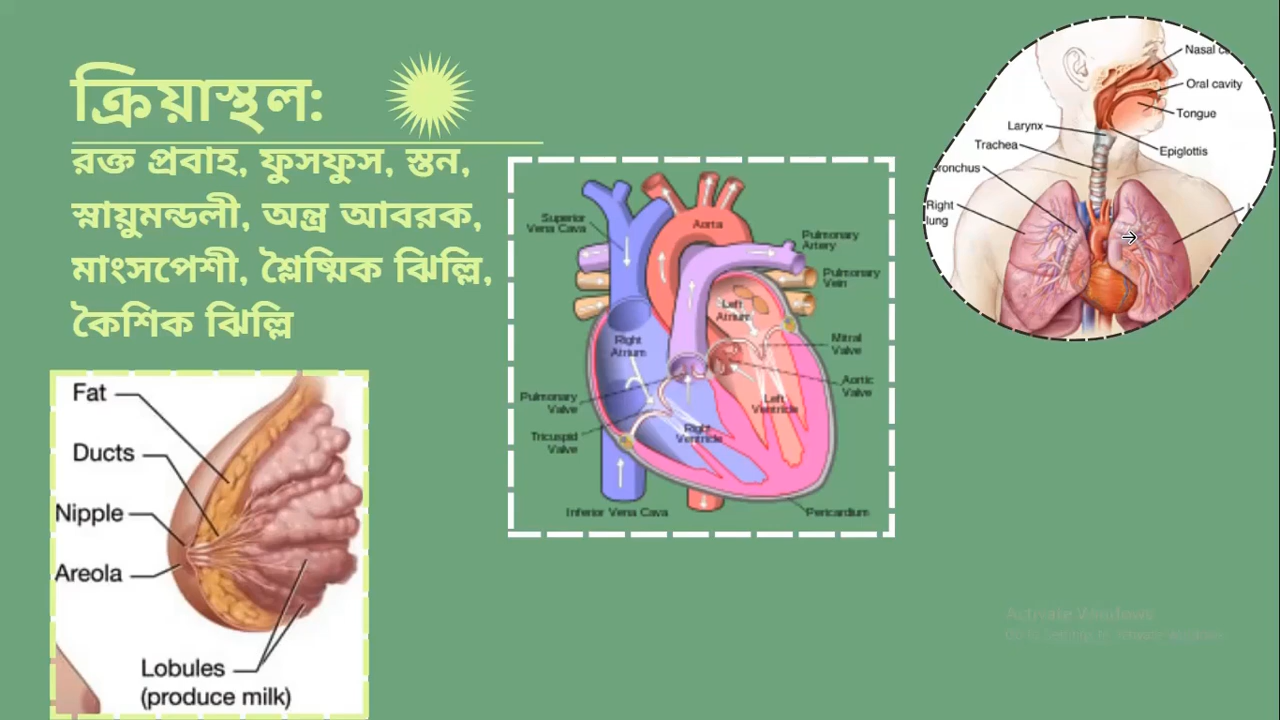 ক্রিয়াস্থল:
রক্ত প্রবাহ, ফুসফুস, স্তন,
স্নায়ুমন্ডলী, অন্ত্র আবরক,
মাংসপেশী, শ্লৈষ্মিক ঝিল্লি,
কৈশিক ঝিল্লি
Fat
Ducts
Nipple
Areola
Lobules
(produce milk)
Superior
Vena Cava
Aorta
Pulmonary
Artery
Pulmonary
Vein
Left
Atrium
Right
Atrium
Mitral
Valve
Aortic
Valve
Pulmonary
Valve
Left
Ventricle
Right
Ventricle
Tricuspid
Valve
Inferior Vena Cava
Pericardium
Nasal
Oral cavity
Tongue
Larynx
Trachea
Epiglottis
ronchus
Right
lung
Activate Windows